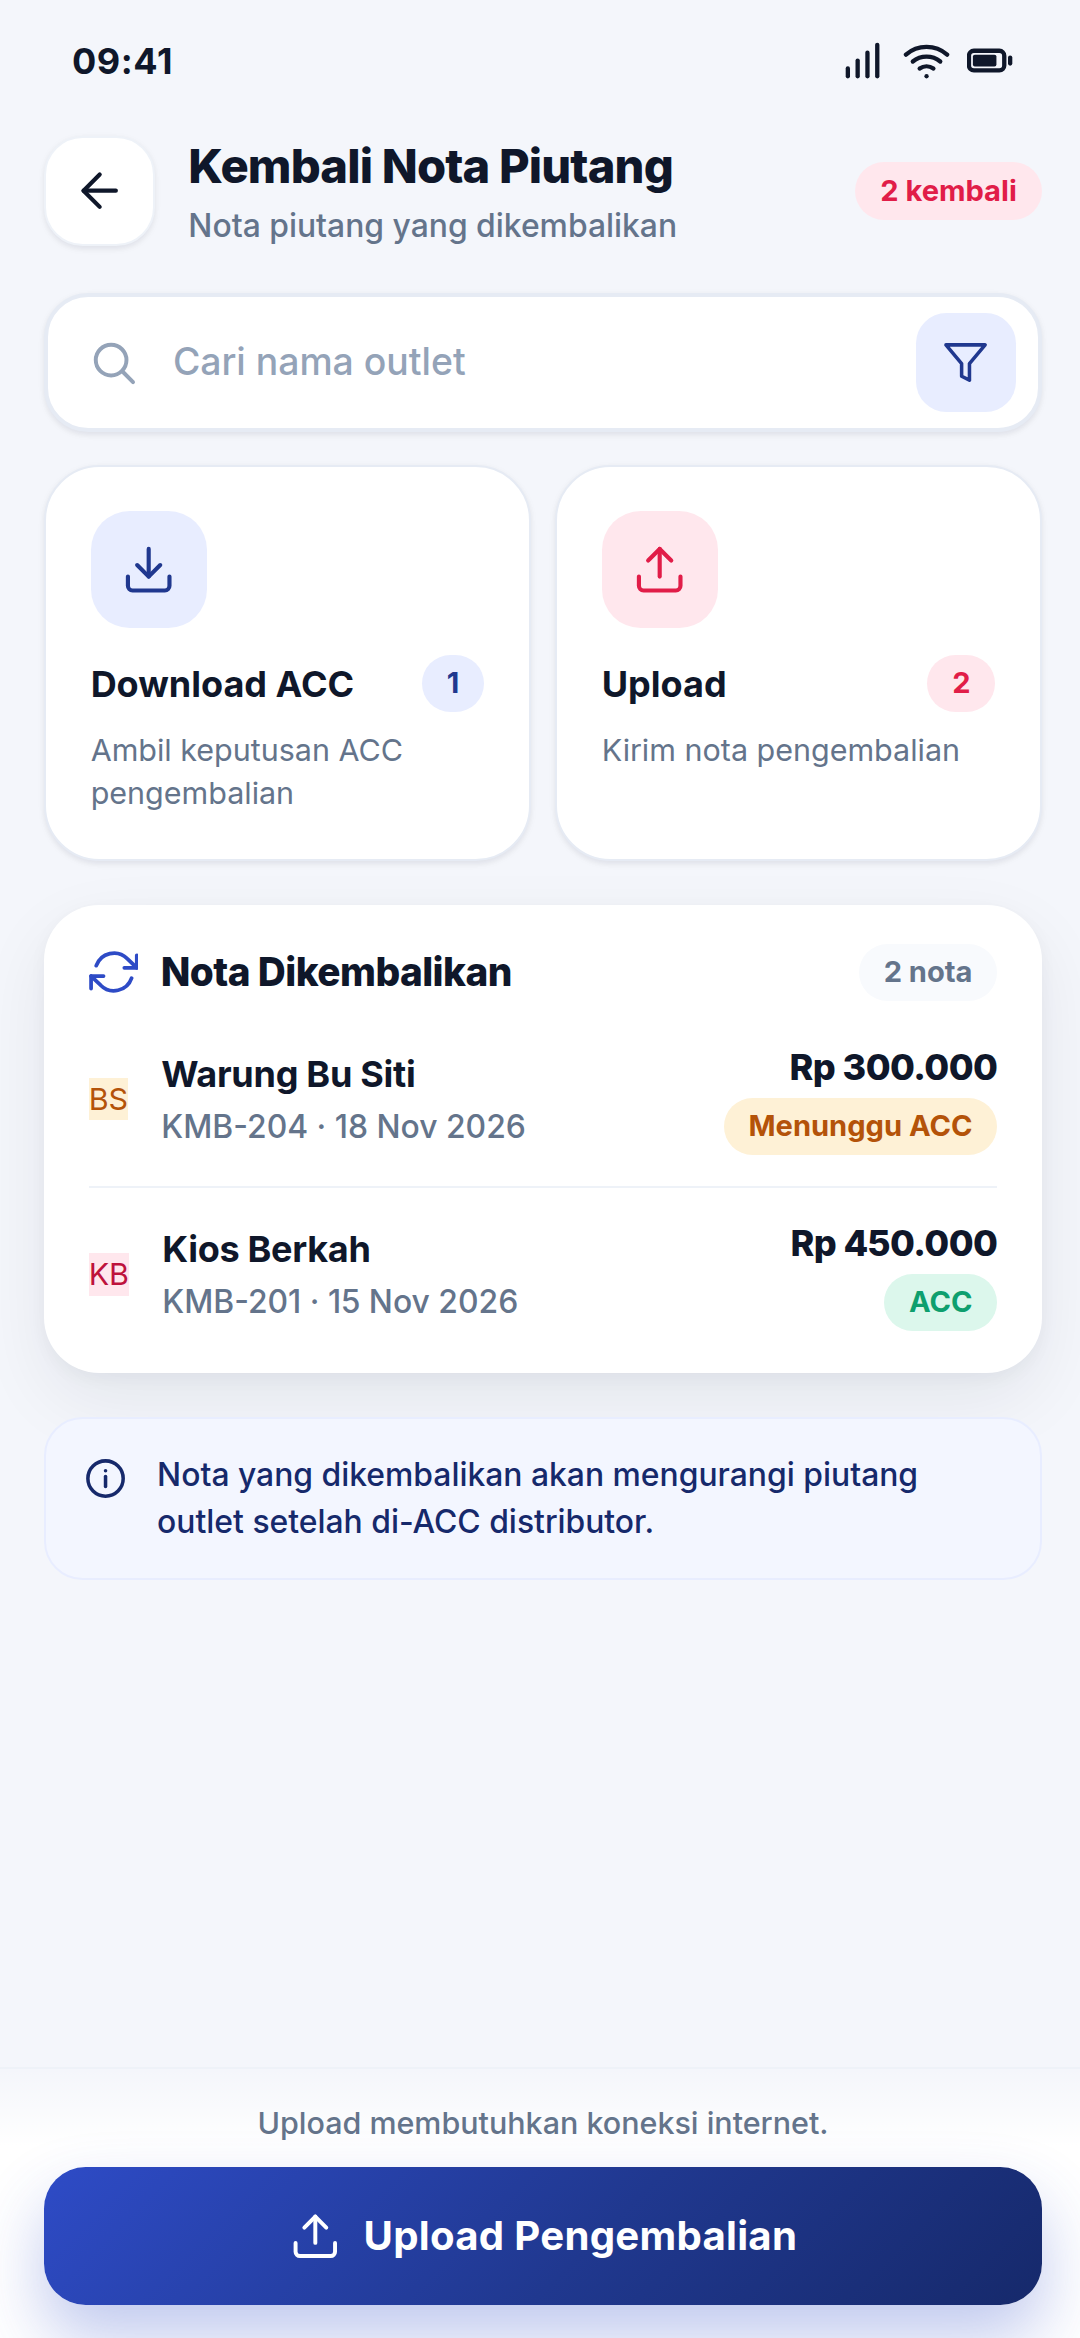 09:41
Kembali Nota Piutang
Nota piutang yang dikembalikan
2 kembali
Cari nama outlet
Download ACC
1
Ambil keputusan ACC
pengembalian
Upload
2
Kirim nota pengembalian
Nota Dikembalikan
2 nota
BS
Warung Bu Siti
KMB-204 · 18 Nov 2026
Rp 300.000
Menunggu ACC
KB
Kios Berkah
KMB-201 · 15 Nov 2026
Rp 450.000
ACC
Nota yang dikembalikan akan mengurangi piutang
outlet setelah di-ACC distributor.
Upload membutuhkan koneksi internet.
Upload Pengembalian